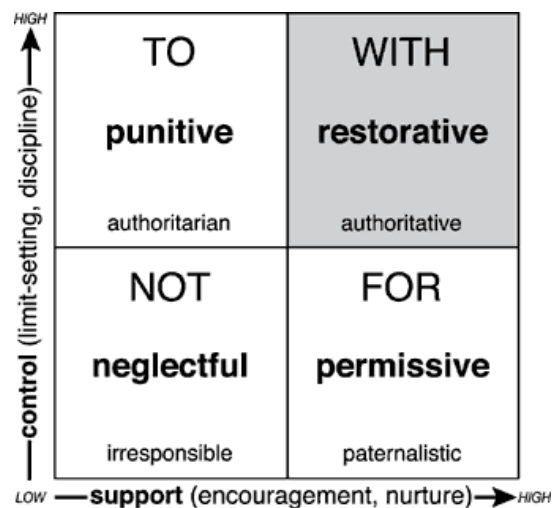 HIGH
TO
punitive
authoritarian
WITH
restorative
authoritative
NOT
neglectful
irresponsible
FOR
permissive
paternalistic
control (limit-setting, discipline)
LOW
support (encouragement, nurture)
HIGH